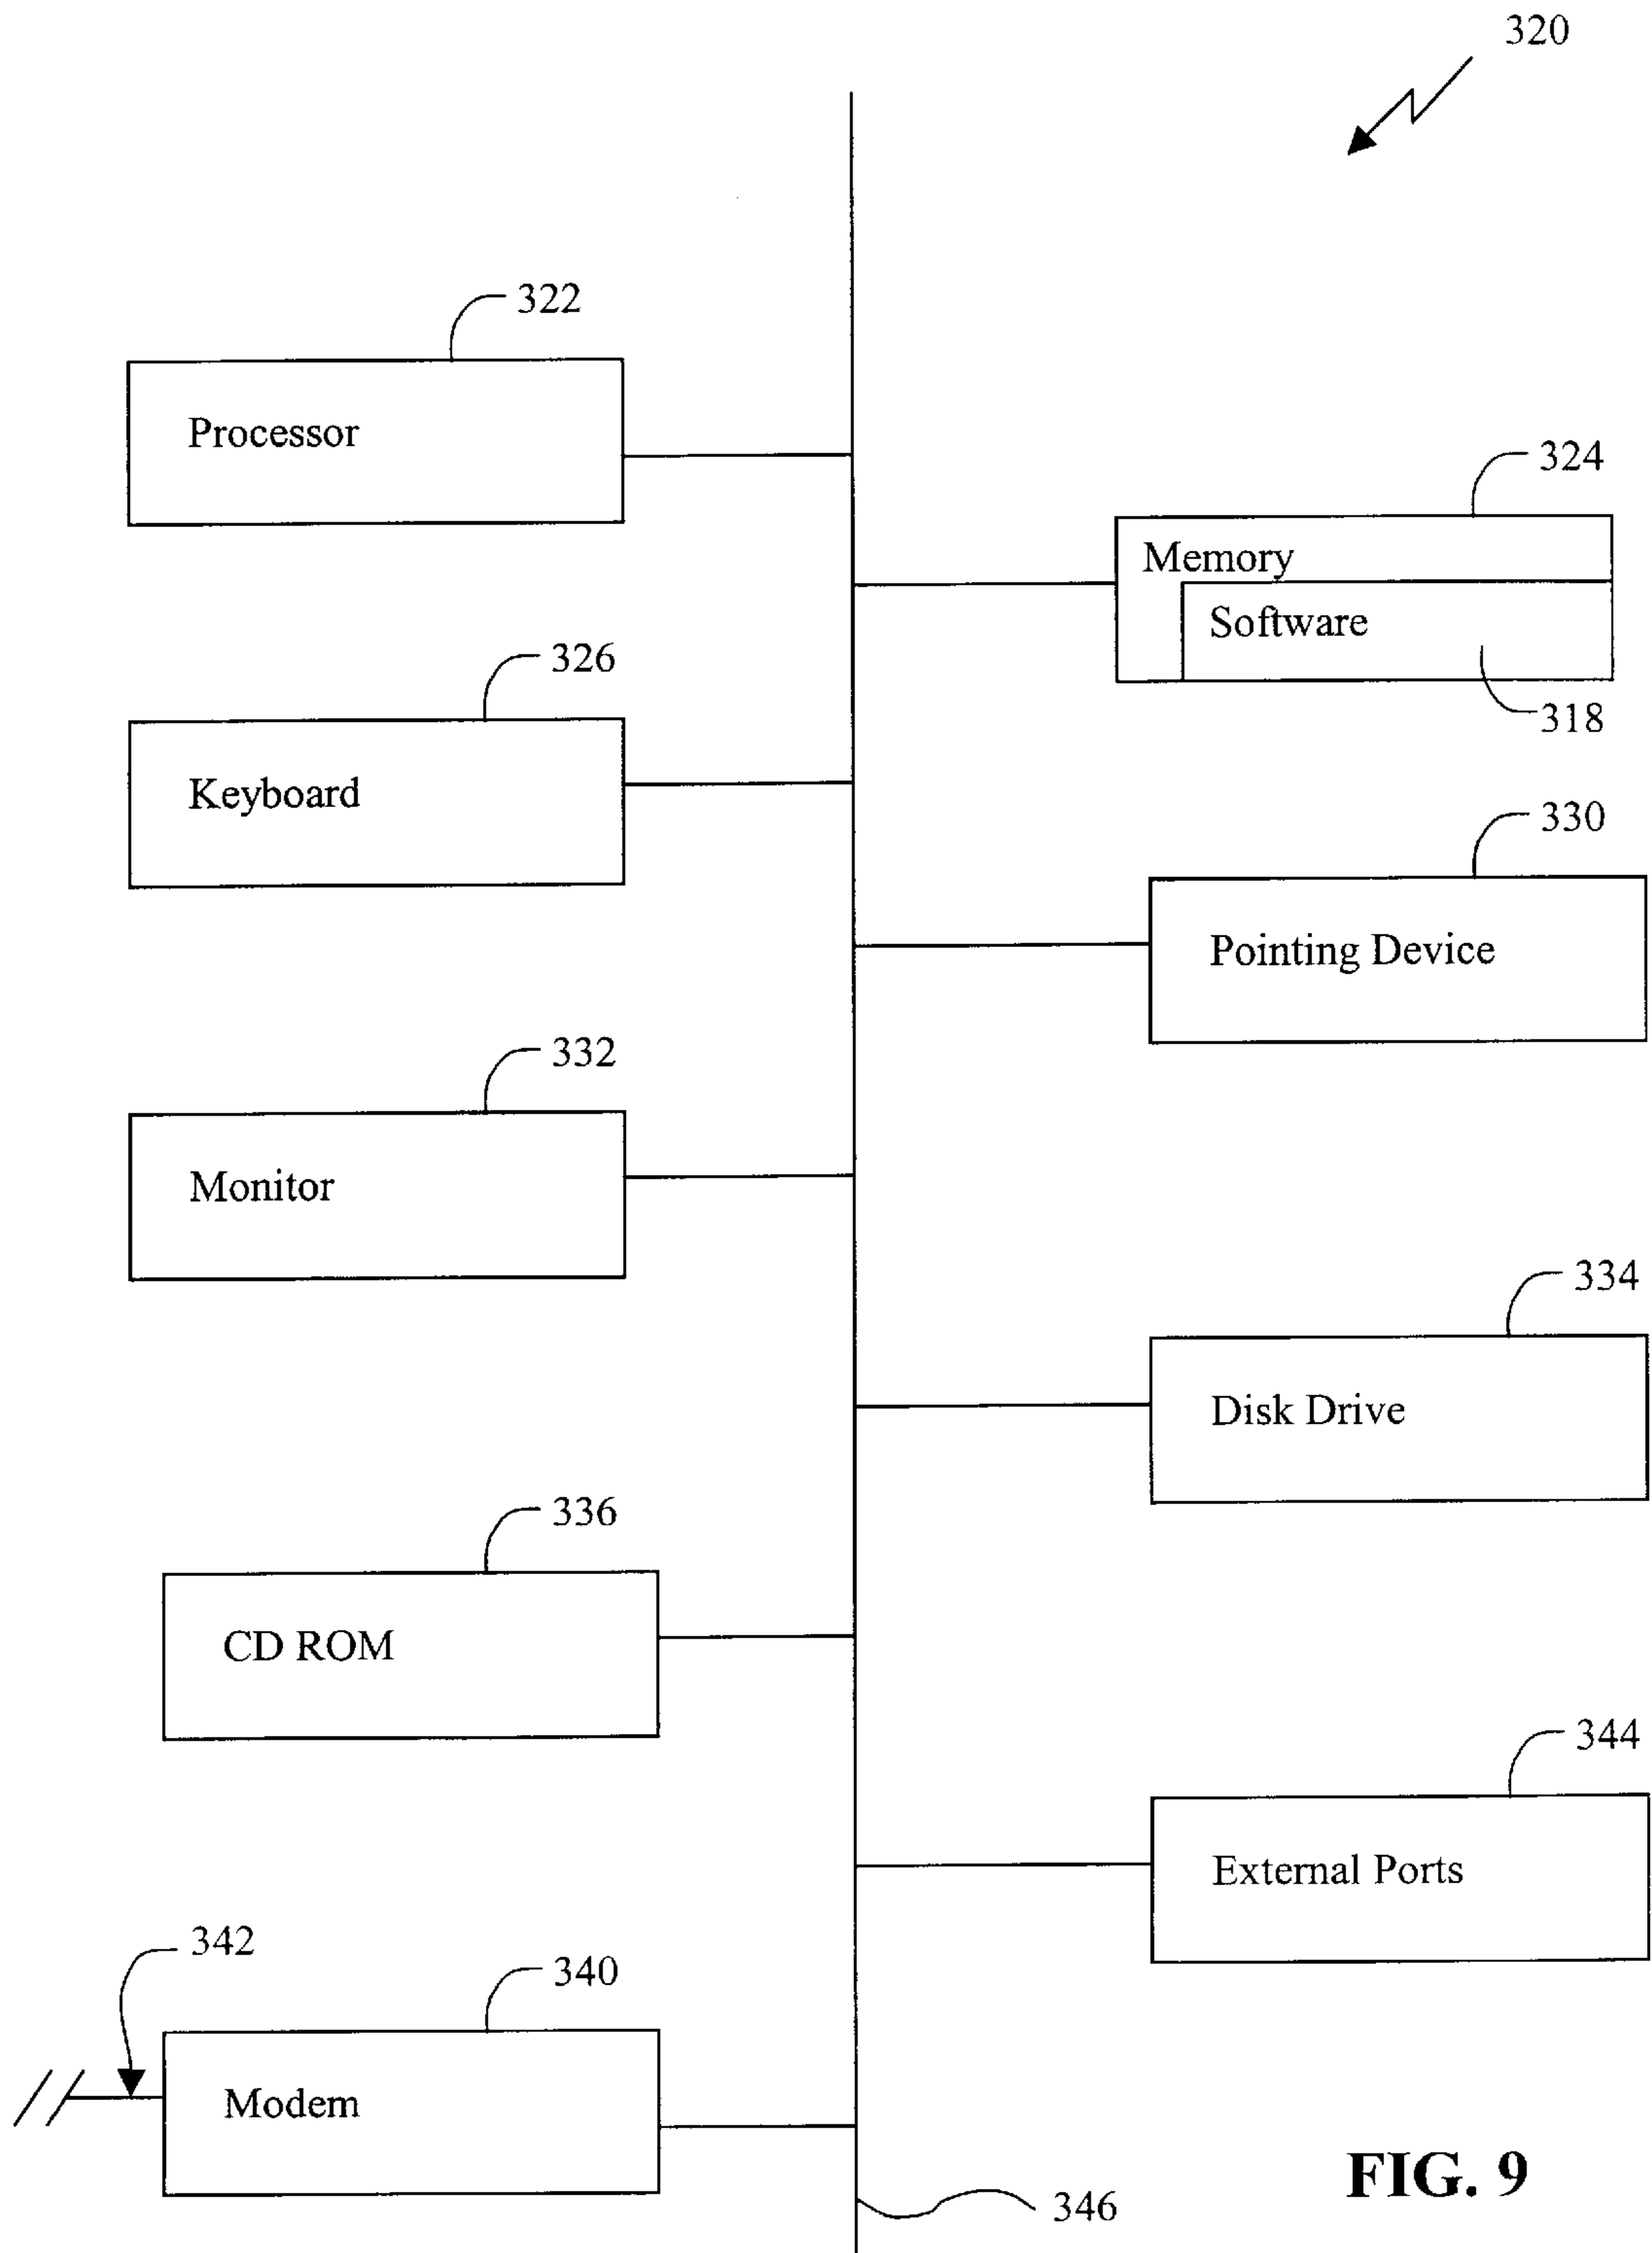 320
322
Processor
324
Memory
Software
318
326
Keyboard
330
Pointing Device
332
Monitor
334
Disk Drive
336
CD ROM
344
External Ports
342
340
Modem
346
FIG. 9